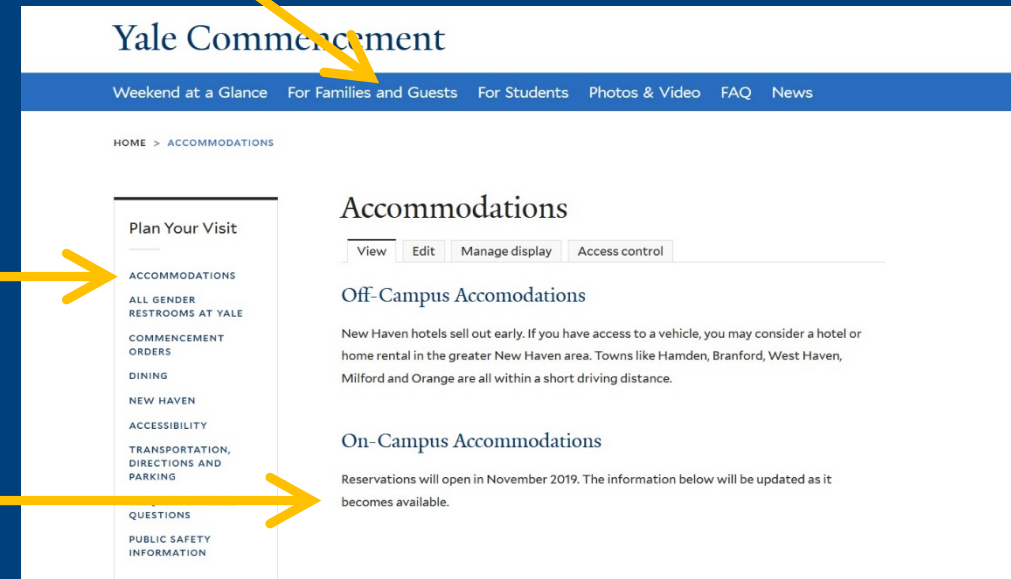 Yale Commencement
Weekend at a Glance For Families and Guests For Students Photos & Video FAQ News
HOME > ACCOMMODATIONS
Plan Your Visit
ACCOMMODATIONS
ALL GENDER
RESTROOMS AT YALE
COMMENCEMENT
ORDERS
DINING
NEW HAVEN
ACCESSIBILITY
TRANSPORTATION,
DIRECTIONS AND
PARKING
QUESTIONS
PUBLIC SAFETY
INFORMATION
Accommodations
View Edit Manage display Access control
Off-Campus Accomodations
New Haven hotels sell out early. If you have access to a vehicle, you may consider a hotel or
home rental in the greater New Haven area. Towns like Hamden, Branford, West Haven,
Milford and Orange are all within a short driving distance.
On-Campus Accommodations
Reservations will open in November 2019. The information below will be updated as it
becomes available.